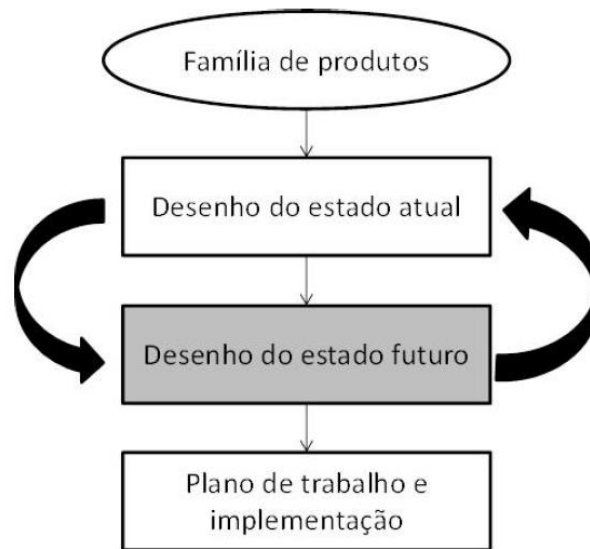 Família de produtos
Desenho do estado atual
Desenho do estado futuro
Plano de trabalho e
implementação